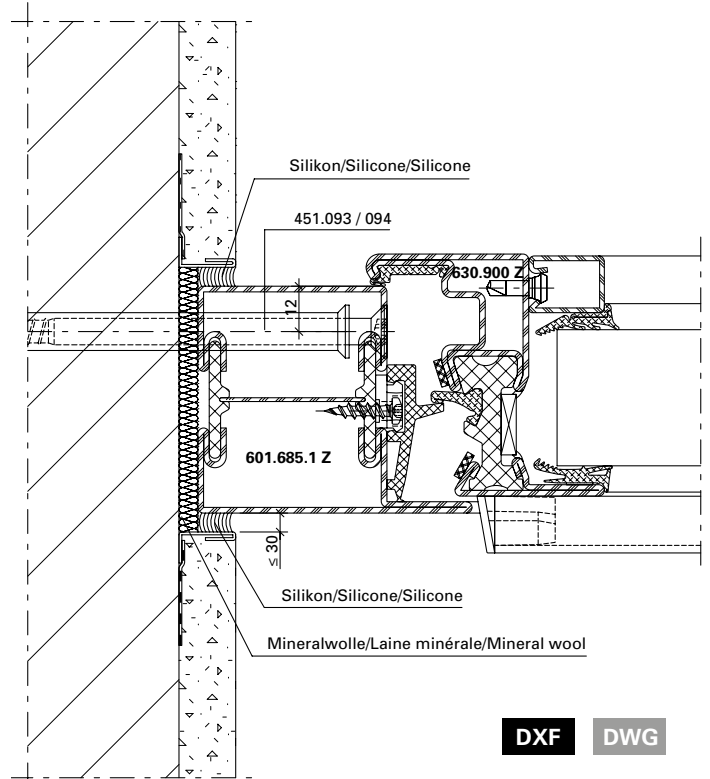 Silikon/Silicone/Silicone
451.093 / 094
630.900 Z
12
601.685.1 Z
≤ 30
Silikon/Silicone/Silicone
Mineralwolle/Laine minérale/Mineral wool
DXF DWG